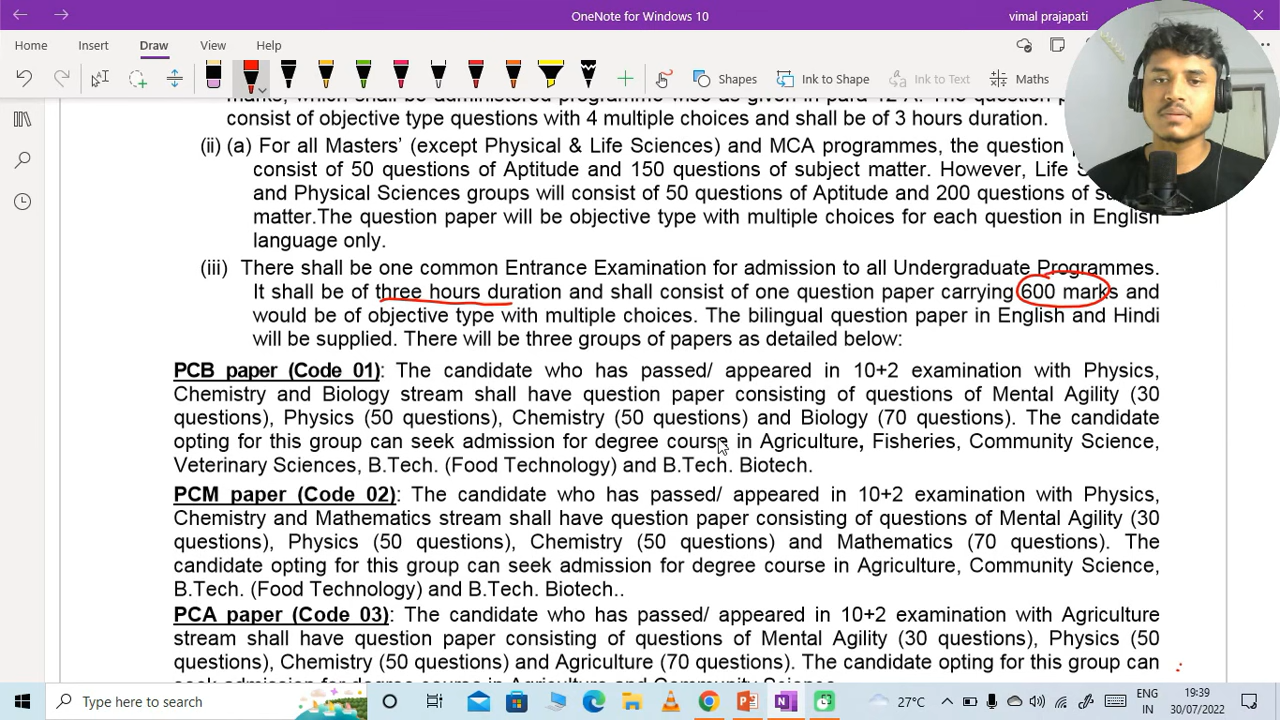 OneNote for Windows 10
vimal prajapati
Home Insert Draw View Help
Shapes Ink to Shape Ink to Text Maths
consist of objective type questions with 4 multiple choices and shall be of 3 hours duration.
(ii) (a) For all Masters' (except Physical & Life Sciences) and MCA programmes, the question
consist of 50 questions of Aptitude and 150 questions of subject matter. However, Life
and Physical Sciences groups will consist of 50 questions of Aptitude and 200 questions of
matter.The question paper will be objective type with multiple choices for each question in English
language only.
(iii) There shall be one common Entrance Examination for admission to all Undergraduate Programmes.
It shall be of three hours duration and shall consist of one question paper carrying 600 marks and
would be of objective type with multiple choices. The bilingual question paper in English and Hindi
will be supplied. There will be three groups of papers as detailed below:
PCB paper (Code 01): The candidate who has passed/ appeared in 10+2 examination with Physics,
Chemistry and Biology stream shall have question paper consisting of questions of Mental Agility (30
questions), Physics (50 questions), Chemistry (50 questions) and Biology (70 questions). The candidate
opting for this group can seek admission for degree course in Agriculture, Fisheries, Community Science,
Veterinary Sciences, B.Tech. (Food Technology) and B.Tech. Biotech.
PCM paper (Code 02): The candidate who has passed/ appeared in 10+2 examination with Physics,
Chemistry and Mathematics stream shall have question paper consisting of questions of Mental Agility (30
questions), Physics (50 questions), Chemistry (50 questions) and Mathematics (70 questions). The
candidate opting for this group can seek admission for degree course in Agriculture, Community Science,
B.Tech. (Food Technology) and B.Tech. Biotech..
PCA paper (Code 03): The candidate who has passed/ appeared in 10+2 examination with Agriculture
stream shall have question paper consisting of questions of Mental Agility (30 questions), Physics (50
questions), Chemistry (50 questions) and Agriculture (70 questions). The candidate opting for this group can
Type here to search
27°C
ENG
IN
19:39
30/07/2022